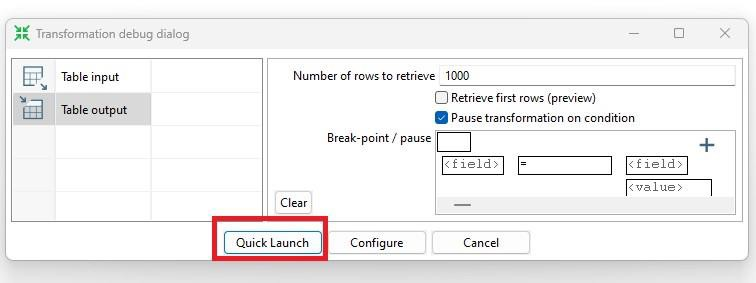 Transformation debug dialog
Table input
Table output
Number of rows to retrieve 1000
Retrieve first rows (preview)
Pause transformation on condition
Break-point / pause
<field> = <field>
<value>
Clear
Quick Launch Configure Cancel